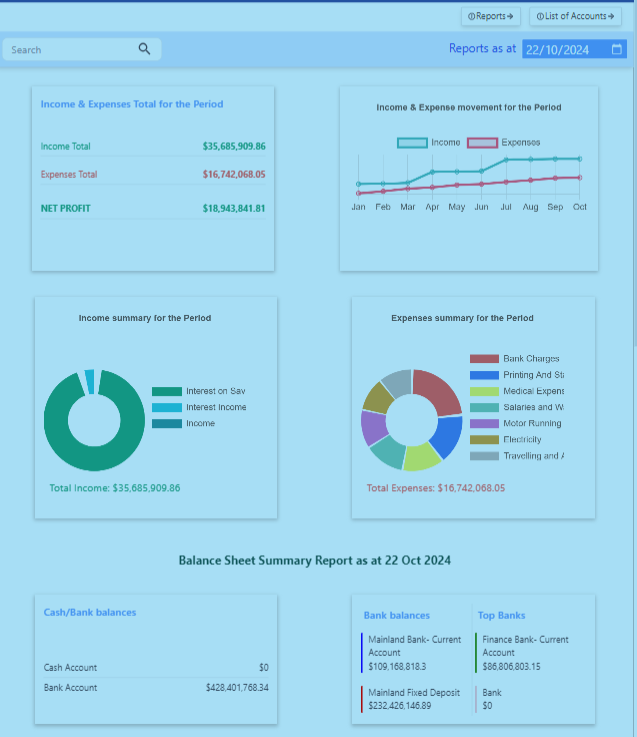 Reports
List of Accounts
Search
Reports as at 22/10/2024
Income & Expenses Total for the Period
Income Total $35,685,909.86
Expenses Total $16,742,068.05
NET PROFIT $18,943,841.81
Income & Expense movement for the Period
Income Expenses
Jan Feb Mar Apr May Jun Jul Aug Sep Oct
Income summary for the Period
Interest on Sav
Interest Income
Income
Total Income: $35,685,909.86
Expenses summary for the Period
Bank Charges
Printing And St
Medical Expens
Salaries and W
Motor Running
Electricity
Travelling and
Total Expenses: $16,742,068.05
Balance Sheet Summary Report as at 22 Oct 2024
Cash/Bank balances
Cash Account $0
Bank Account $428,401,768.34
Bank balances
Mainland Bank- Current
Account
$109,168,818.3
Mainland Fixed Deposit
$232,426,146.89
Top Banks
Finance Bank- Current
Account
$86,806,803.15
Bank
$0